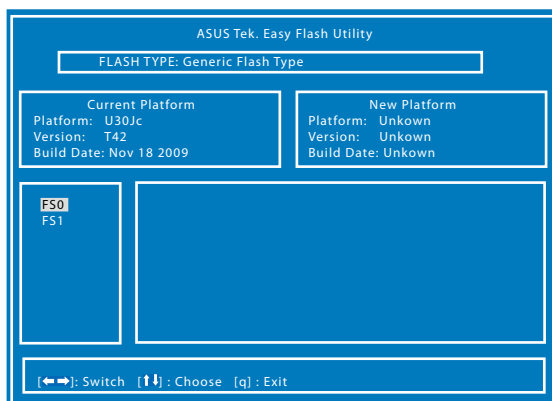 ASUS Tek. Easy Flash Utility
FLASH TYPE: Generic Flash Type
Current Platform
Platform: U30Jc
Version: T42
Build Date: Nov 18 2009
New Platform
Platform: Unkown
Version: Unkown
Build Date: Unkown
FS0
FS1
[←→]: Switch [↑↓] : Choose [q] : Exit